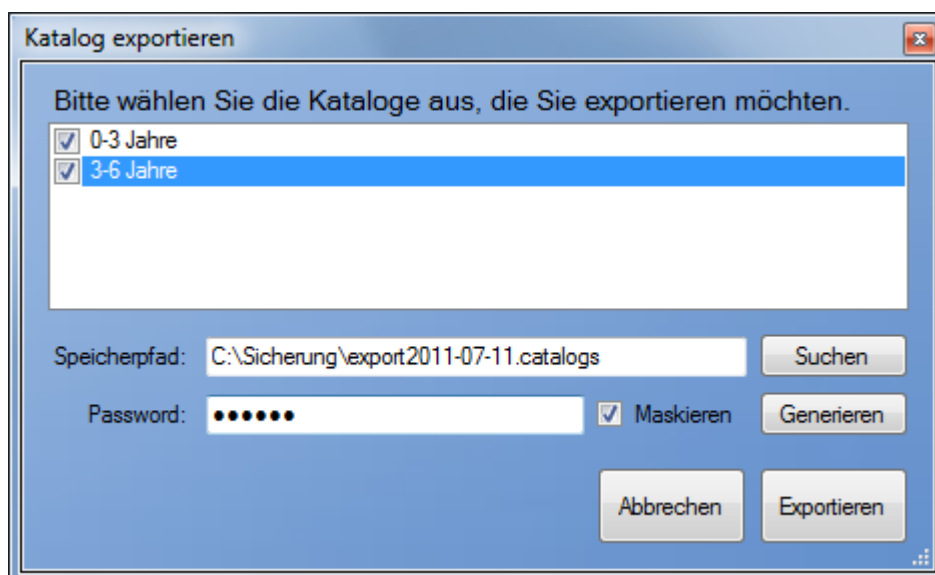 Katalog exportieren
Bitte wählen Sie die Kataloge aus, die Sie exportieren möchten.
0-3 Jahre
3-6 Jahre
Speicherpfad: C:\Sicherung\export2011-07-11.catalogs Suchen
Password: ●●●●●● Maskieren Generieren
Abbrechen Exportieren